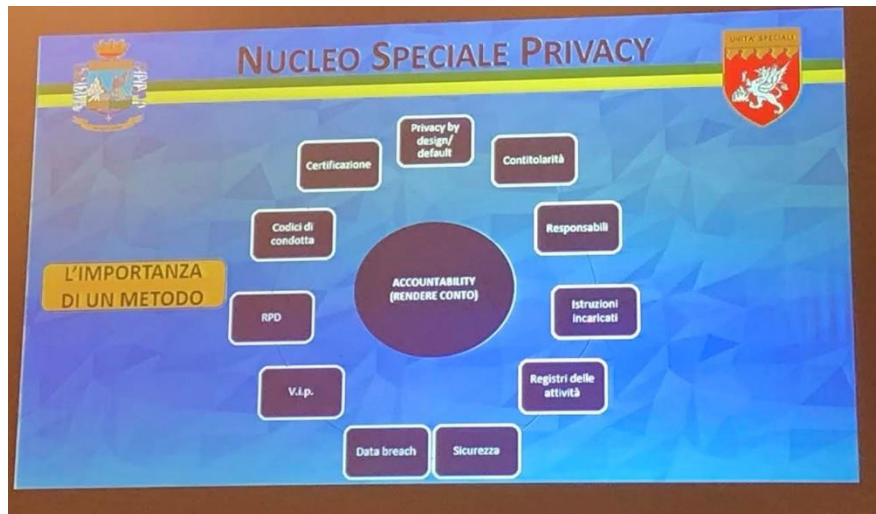 NUCLEO SPECIALE PRIVACY
UNITA' SPECIALI
Privacy by
design/
default
Certificazione
Contitolarità
Codici di
condotta
Responsabili
L'IMPORTANZA
DI UN METODO
ACCOUNTABILITY
(RENDERE CONTO)
RPD
Istruzioni
incaricati
V.i.p.
Registri delle
attività
Data breach
Sicurezza